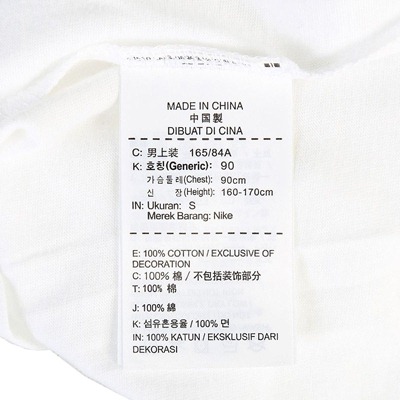 MADE IN CHINA
中国製
DIBUAT DI CINA
C: 男上装 165/84A
K: 호칭(Generic): 90
가슴둘레(Chest): 90cm
신 장(Height): 160-170cm
IN: Ukuran: S
Merek Barang: Nike
E: 100% COTTON / EXCLUSIVE OF
DECORATION
C: 100% 棉 / 不包括装饰部分
T: 100% 棉
J: 100% 綿
K: 섬유혼용율 / 100% 면
IN: 100% KATUN / EKSKLUSIF DARI
DEKORASI